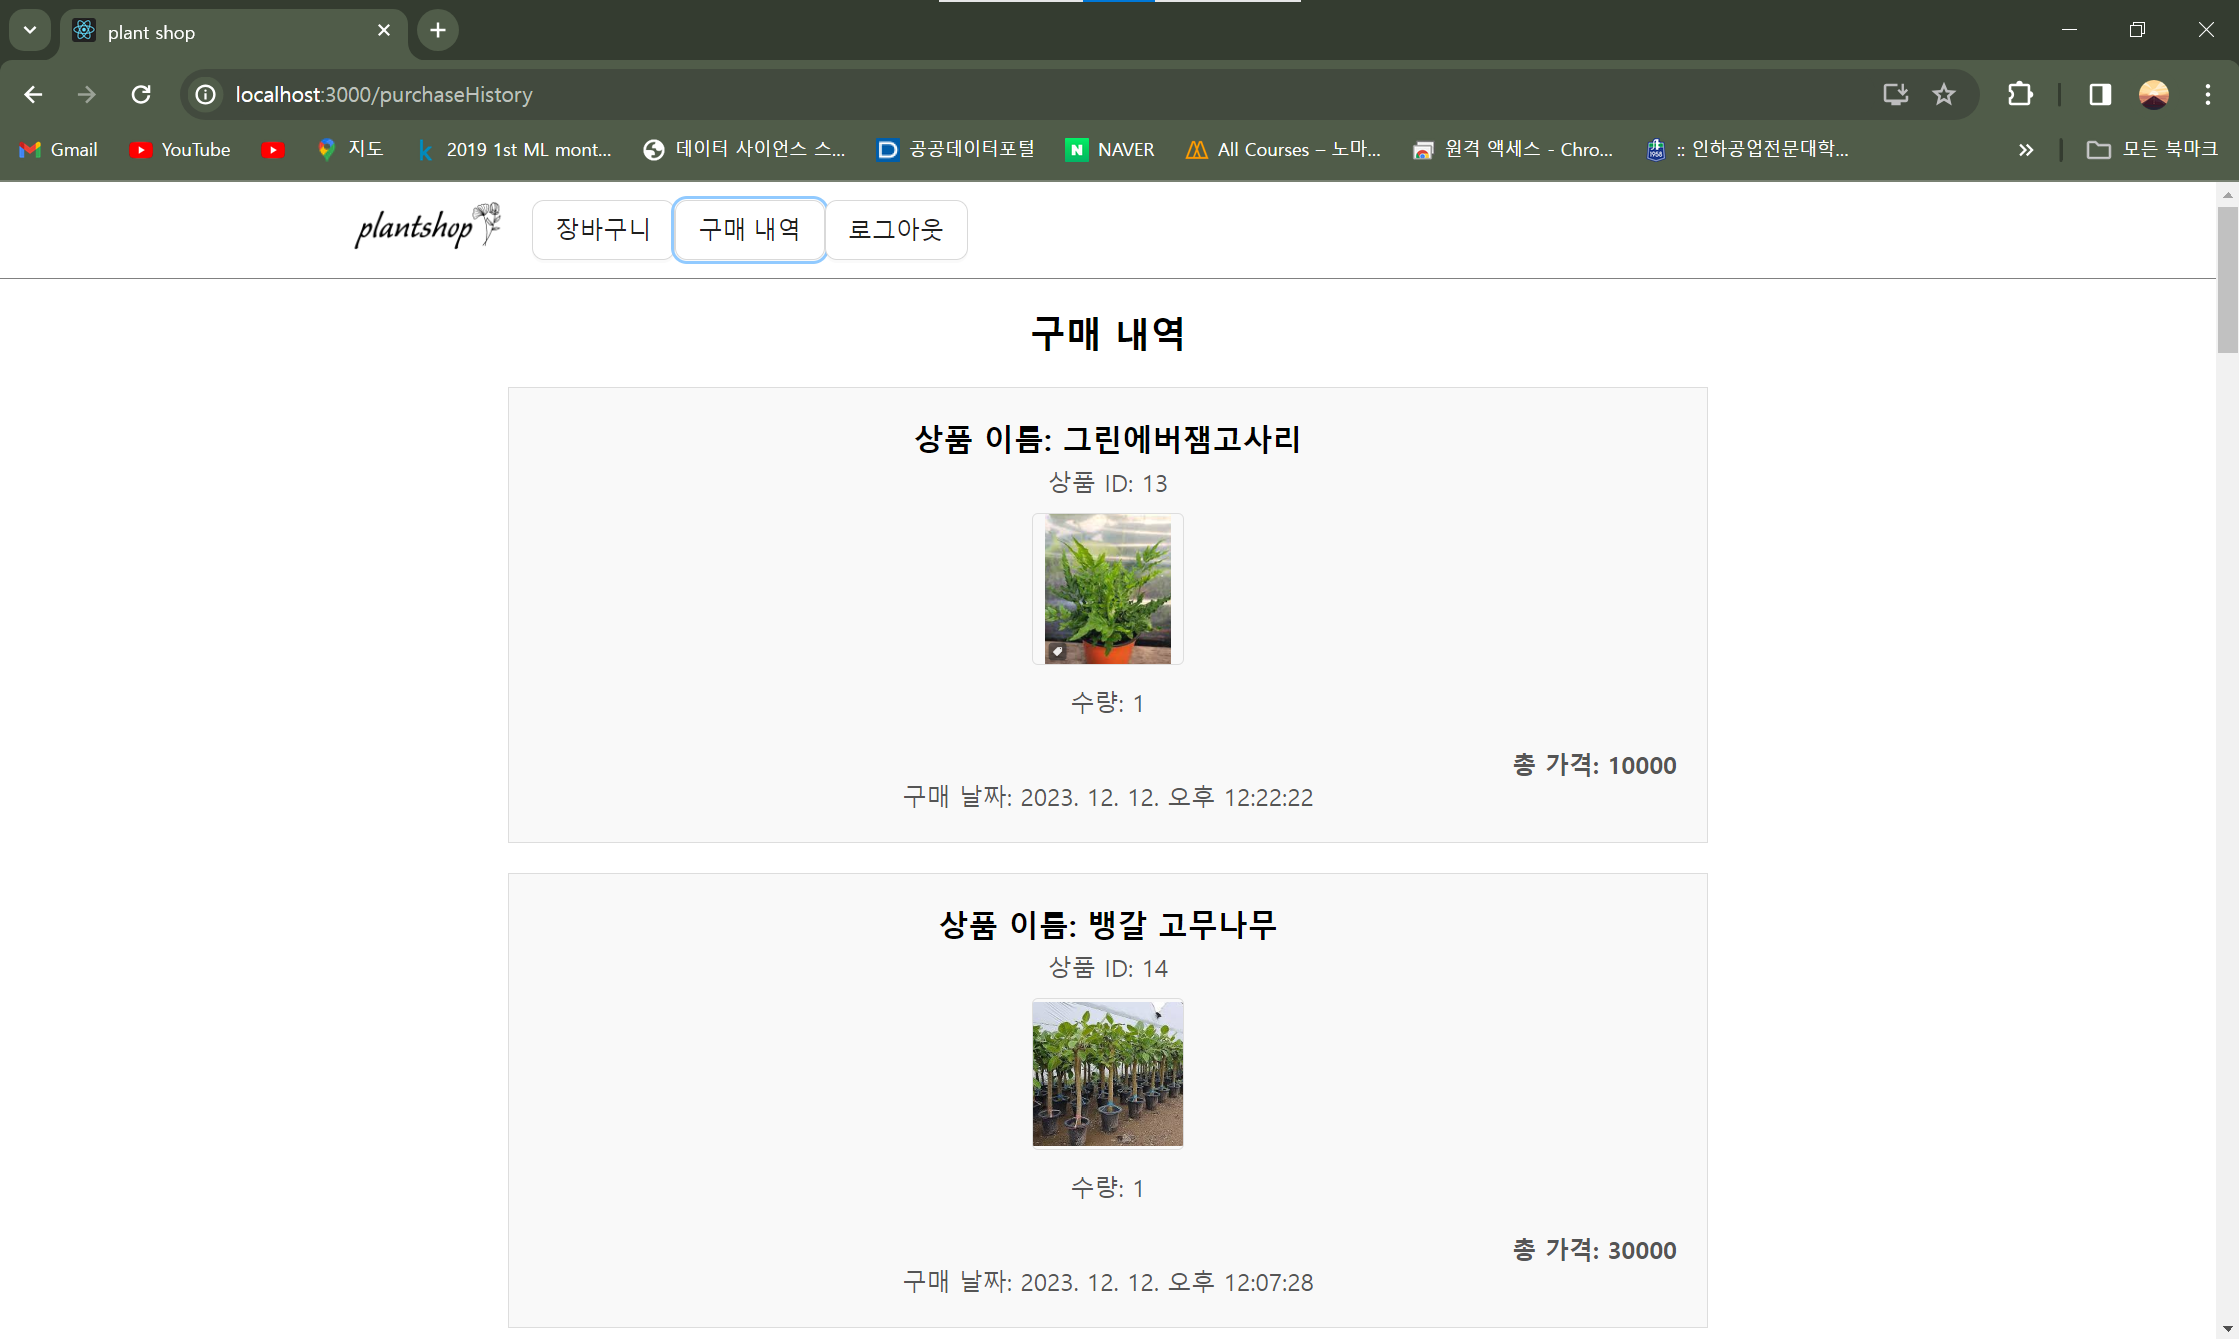 plant shop
localhost:3000/purchaseHistory
Gmail YouTube 지도 2019 1st ML mont... 데이터 사이언스 스... 공공데이터포털 NAVER All Courses – 노마... 원격 액세스 - Chro... :: 인하공업전문대학... 모든 북마크
plantshop 장바구니 구매 내역 로그아웃
구매 내역
상품 이름: 그린에버잼고사리
상품 ID: 13
수량: 1
총 가격: 10000
구매 날짜: 2023. 12. 12. 오후 12:22:22
상품 이름: 뱅갈 고무나무
상품 ID: 14
수량: 1
총 가격: 30000
구매 날짜: 2023. 12. 12. 오후 12:07:28